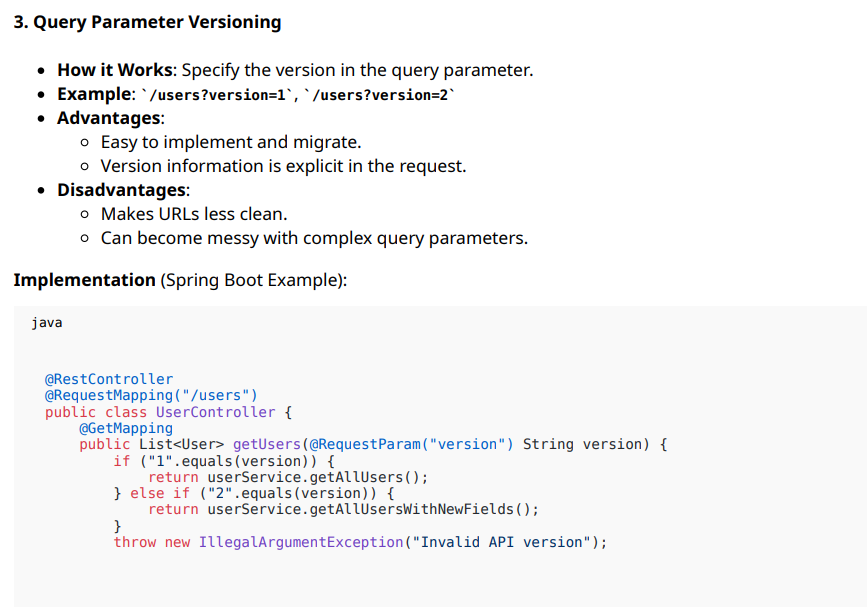 3. Query Parameter Versioning
• How it Works: Specify the version in the query parameter.
• Example: `/users?version=1`, `/users?version=2`
• Advantages:
◦ Easy to implement and migrate.
◦ Version information is explicit in the request.
• Disadvantages:
◦ Makes URLs less clean.
◦ Can become messy with complex query parameters.
Implementation (Spring Boot Example):
java
@RestController
@RequestMapping("/users")
public class UserController {
    @GetMapping
    public List<User> getUsers(@RequestParam("version") String version) {
        if ("1".equals(version)) {
            return userService.getAllUsers();
        } else if ("2".equals(version)) {
            return userService.getAllUsersWithNewFields();
        }
        throw new IllegalArgumentException("Invalid API version");